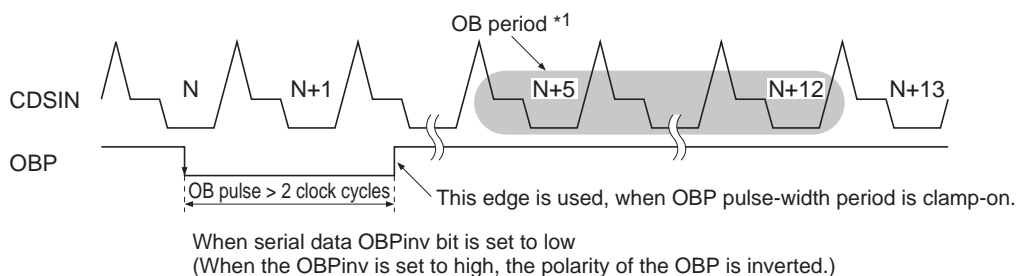 OB period *1
CDSIN
N
N+1
N+5
N+12
N+13
OBP
OB pulse > 2 clock cycles
This edge is used, when OBP pulse-width period is clamp-on.
When serial data OBPinv bit is set to low
(When the OBPinv is set to high, the polarity of the OBP is inverted.)